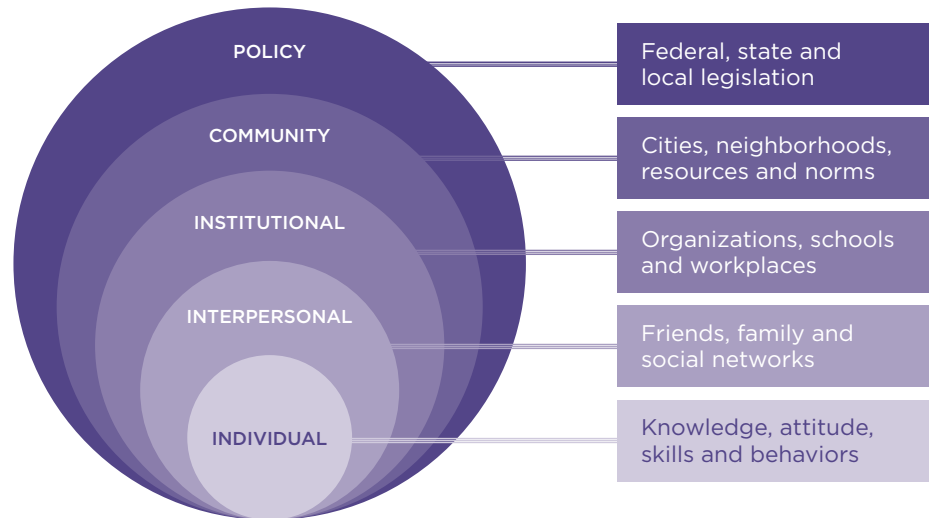 POLICY
Federal, state and
local legislation
COMMUNITY
Cities, neighborhoods,
resources and norms
INSTITUTIONAL
Organizations, schools
and workplaces
INTERPERSONAL
Friends, family and
social networks
INDIVIDUAL
Knowledge, attitude,
skills and behaviors